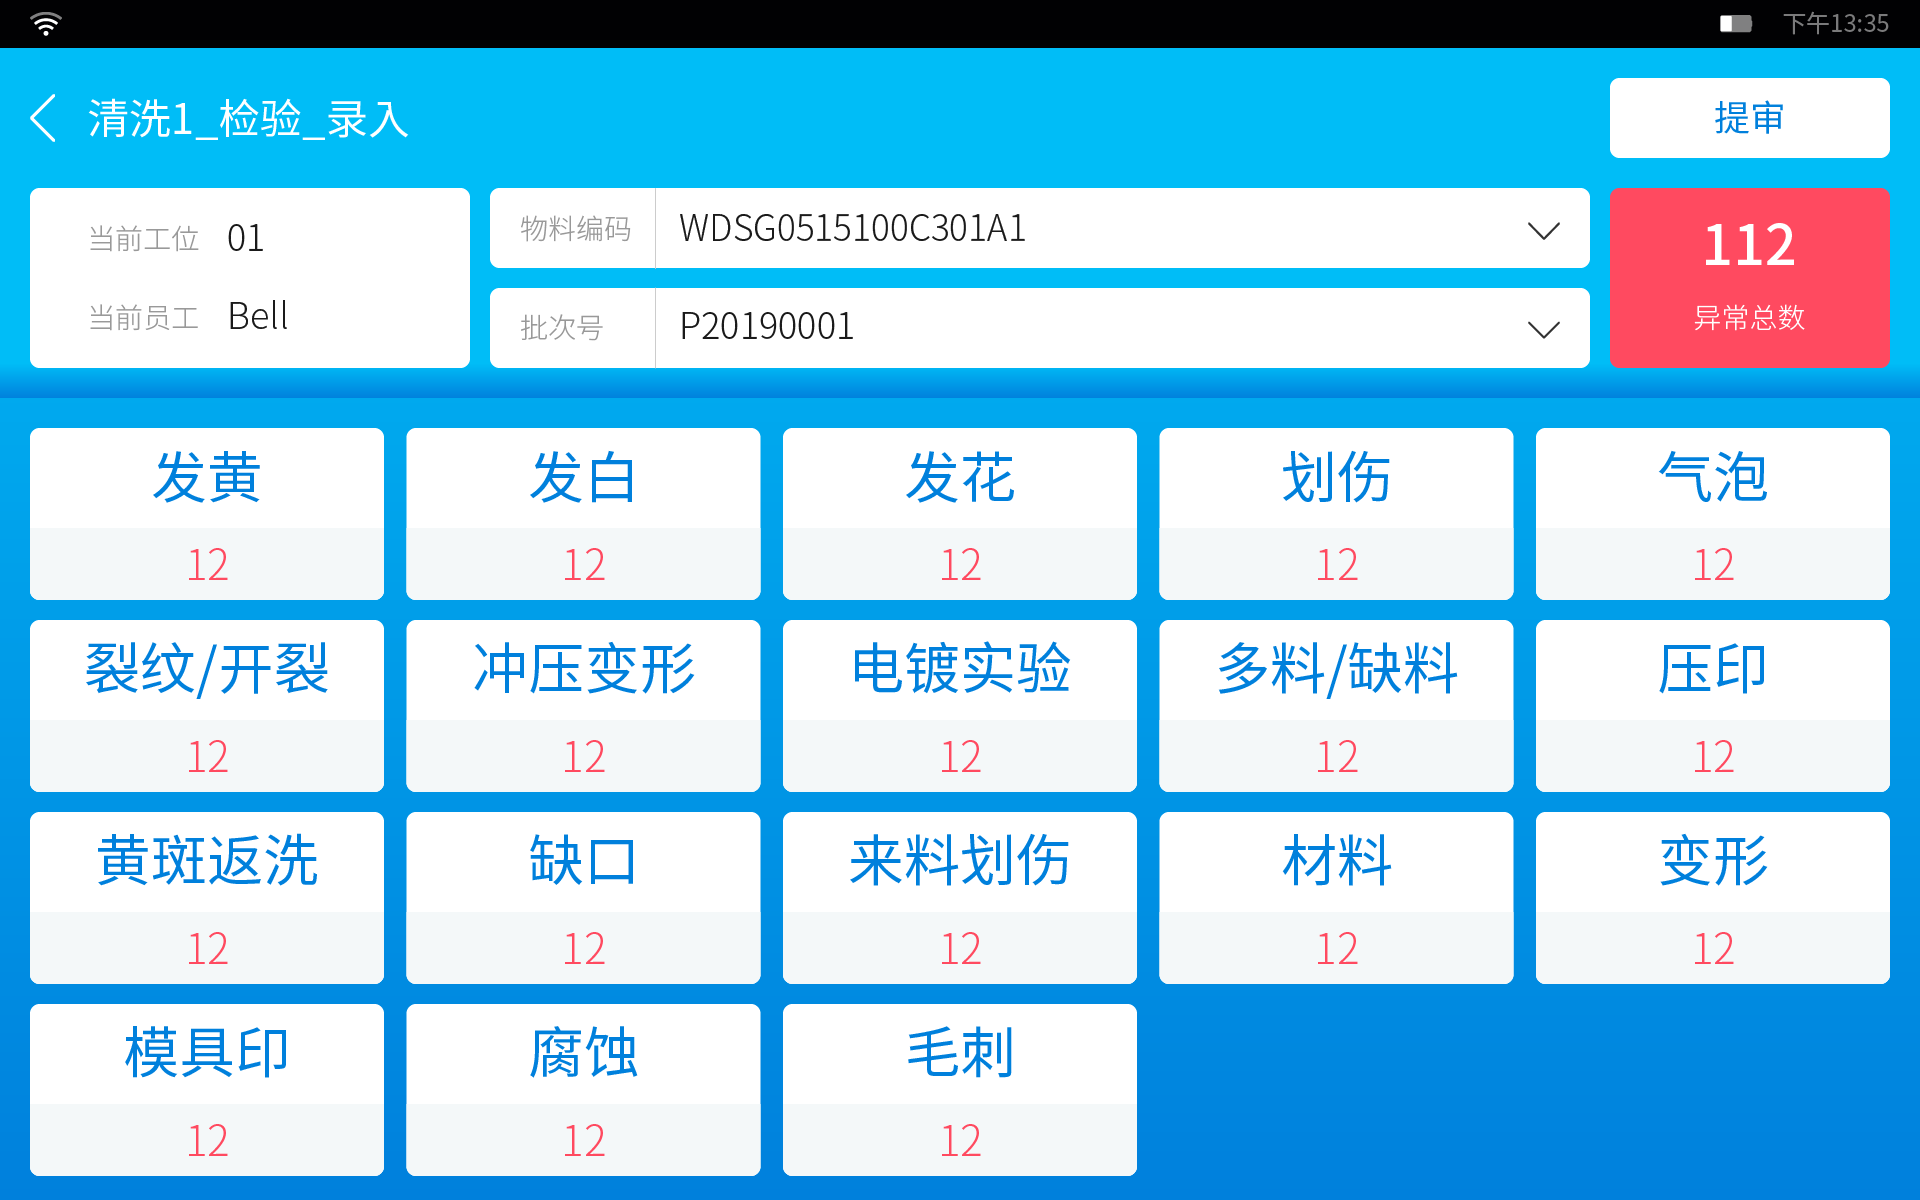 下午13:35
清洗1_检验_录入
提审
当前工位 01
当前员工 Bell
物料编码 WDSG0515100C301A1
批次号 P20190001
112
异常总数
发黄 发白 发花 划伤 气泡
12 12 12 12 12
裂纹/开裂 冲压变形 电镀实验 多料/缺料 压印
12 12 12 12 12
黄斑返洗 缺口 来料划伤 材料 变形
12 12 12 12 12
模具印 腐蚀 毛刺
12 12 12